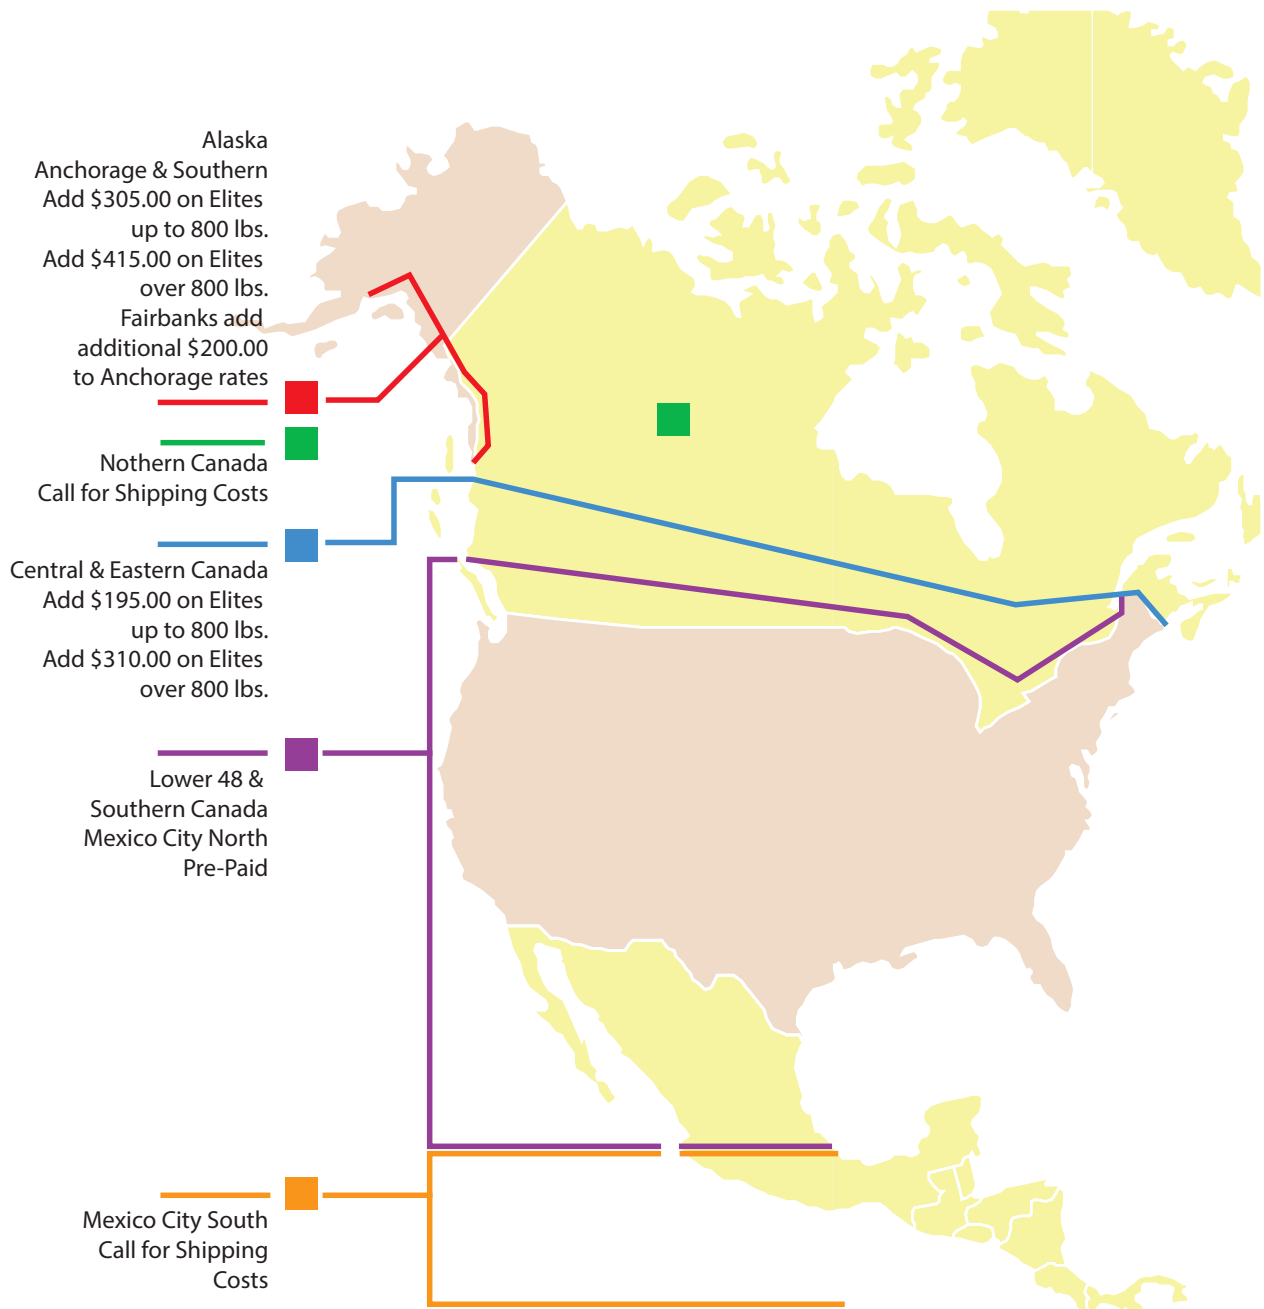 Alaska
Anchorage & Southern
Add $305.00 on Elites
up to 800 lbs.
Add $415.00 on Elites
over 800 lbs.
Fairbanks add
additional $200.00
to Anchorage rates
Nothern Canada
Call for Shipping Costs
Central & Eastern Canada
Add $195.00 on Elites
up to 800 lbs.
Add $310.00 on Elites
over 800 lbs.
Lower 48 &
Southern Canada
Mexico City North
Pre-Paid
Mexico City South
Call for Shipping
Costs